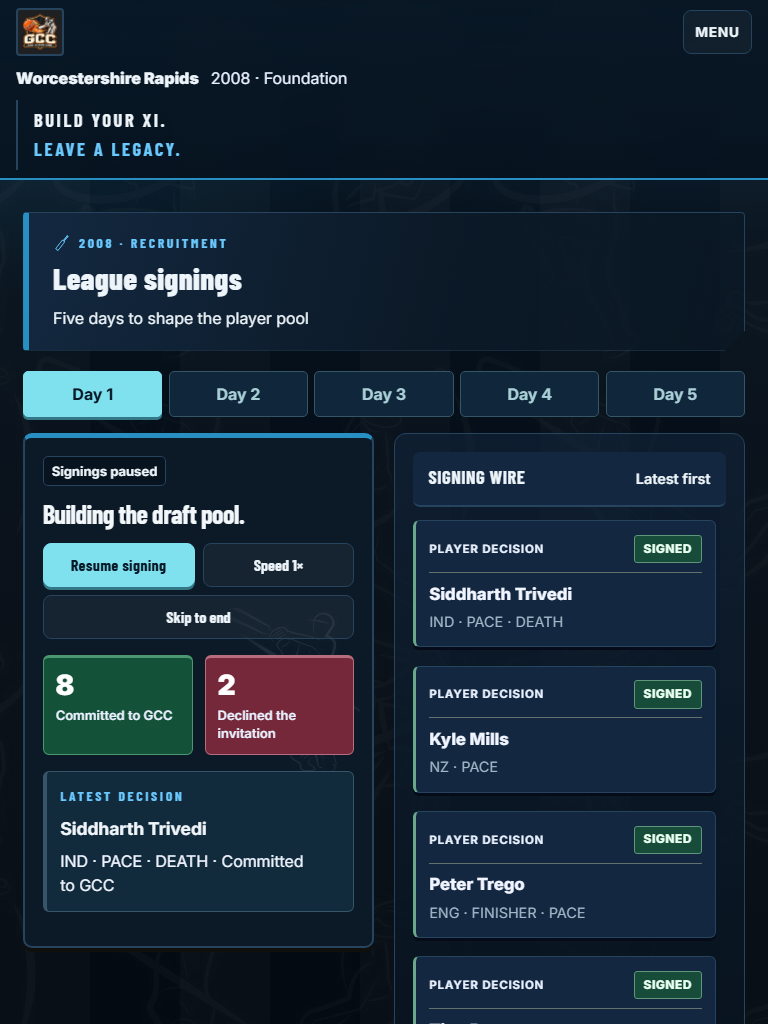 GCC
MENU
Worcestershire Rapids 2008 · Foundation
BUILD YOUR XI.
LEAVE A LEGACY.
2008 · RECRUITMENT
League signings
Five days to shape the player pool
Day 1
Day 2
Day 3
Day 4
Day 5
Signings paused
Building the draft pool.
Resume signing
Speed 1×
Skip to end
8
Committed to GCC
2
Declined the
invitation
LATEST DECISION
Siddharth Trivedi
IND · PACE · DEATH · Committed
to GCC
SIGNING WIRE
Latest first
PLAYER DECISION
SIGNED
Siddharth Trivedi
IND · PACE · DEATH
PLAYER DECISION
SIGNED
Kyle Mills
NZ · PACE
PLAYER DECISION
SIGNED
Peter Trego
ENG · FINISHER · PACE
PLAYER DECISION
SIGNED